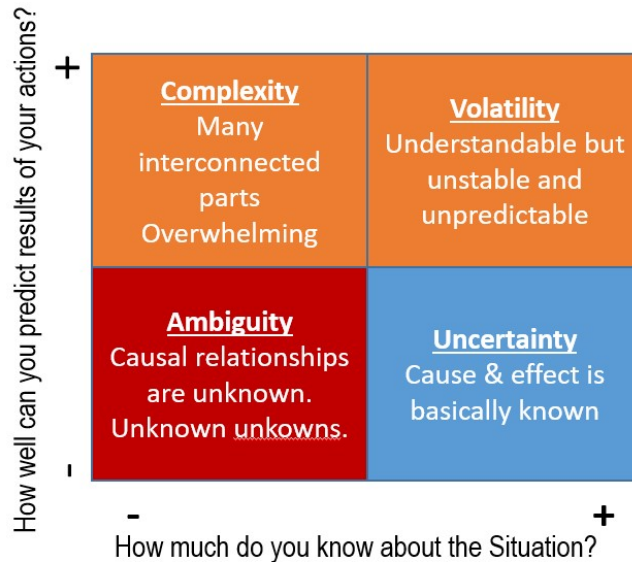 How well can you predict results of your actions?
+
-
Complexity
Many
interconnected
parts
Overwhelming
Volatility
Understandable but
unstable and
unpredictable
Ambiguity
Causal relationships
are unknown.
Unknown unkowns.
Uncertainty
Cause & effect is
basically known
- +
How much do you know about the Situation?